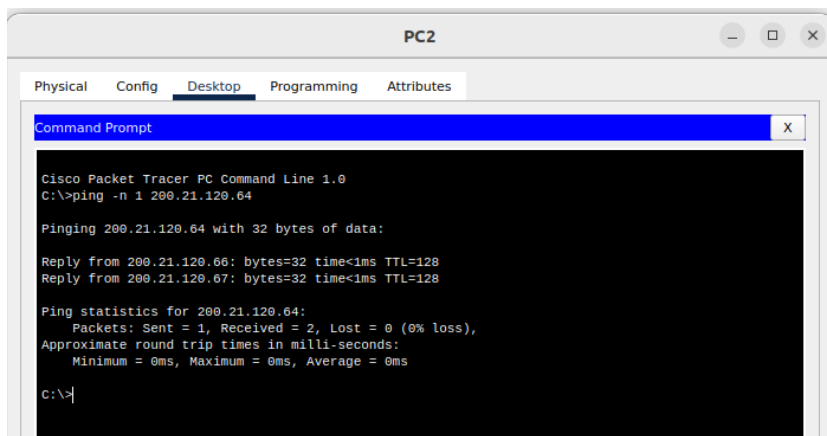 PC2
Physical Config Desktop Programming Attributes
Command Prompt X
Cisco Packet Tracer PC Command Line 1.0
C:\>ping -n 1 200.21.120.64
Pinging 200.21.120.64 with 32 bytes of data:
Reply from 200.21.120.66: bytes=32 time<1ms TTL=128
Reply from 200.21.120.67: bytes=32 time<1ms TTL=128
Ping statistics for 200.21.120.64:
Packets: Sent = 1, Received = 2, Lost = 0 (0% loss),
Approximate round trip times in milli-seconds:
Minimum = 0ms, Maximum = 0ms, Average = 0ms
C:\>